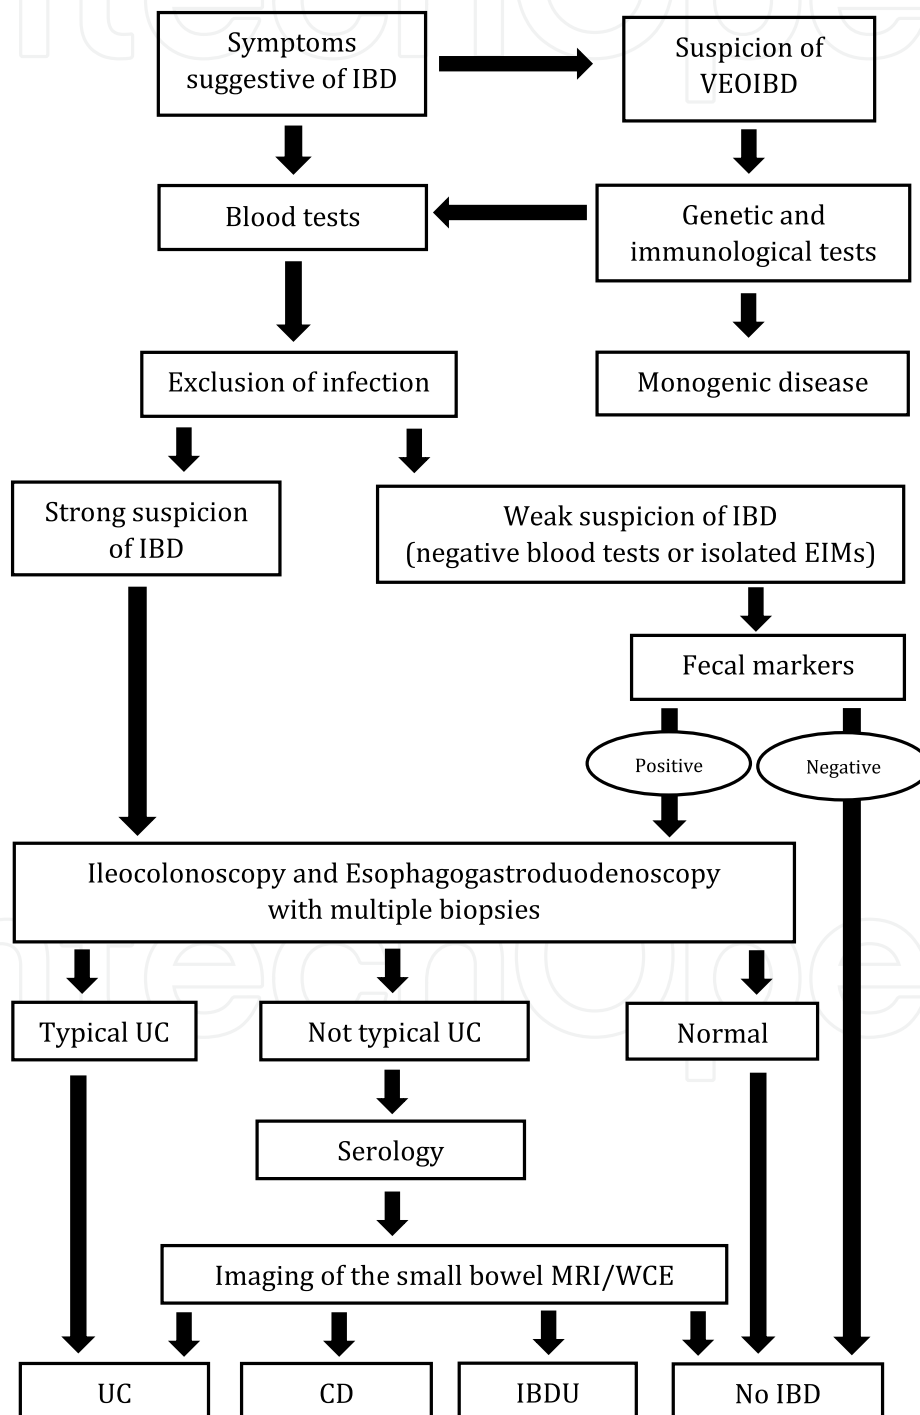 Symptoms
suggestive of IBD
Suspicion of
VEOIBD
Blood tests
Genetic and
immunological tests
Exclusion of infection
Monogenic disease
Strong suspicion
of IBD
Weak suspicion of IBD
(negative blood tests or isolated EIMs)
Fecal markers
Positive
Negative
Ileocolonoscopy and Esophagogastroduodenoscopy
with multiple biopsies
Typical UC
Not typical UC
Normal
Serology
Imaging of the small bowel MRI/WCE
UC
CD
IBDU
No IBD